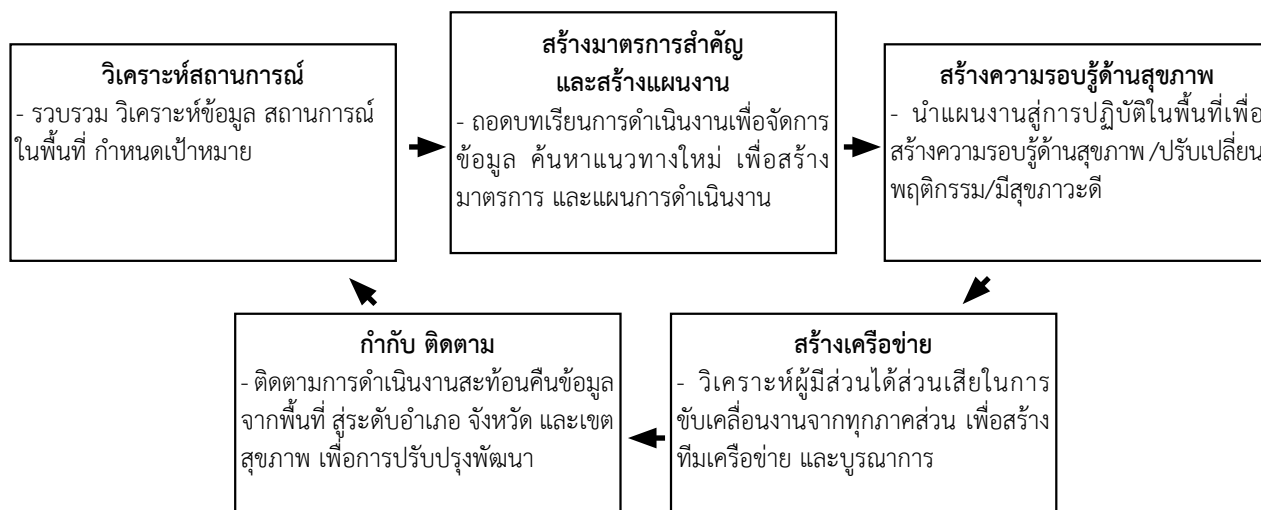 วิเคราะห์สถานการณ์
- รวบรวม วิเคราะห์ข้อมูล สถานการณ์
ในพื้นที่ กำหนดเป้าหมาย
สร้างมาตรการสำคัญ
และสร้างแผนงาน
- ถอดบทเรียนการดำเนินงานเพื่อจัดการ
ข้อมูล ค้นหาแนวทางใหม่ เพื่อสร้าง
มาตรการ และแผนการดำเนินงาน
สร้างความรอบรู้ด้านสุขภาพ
- นำแผนงานสู่การปฏิบัติในพื้นที่เพื่อ
สร้างความรอบรู้ด้านสุขภาพ /ปรับเปลี่ยน
พฤติกรรม/มีสุขภาวะดี
สร้างเครือข่าย
- วิเคราะห์ผู้มีส่วนได้ส่วนเสียในการ
ขับเคลื่อนงานจากทุกภาคส่วน เพื่อสร้าง
ทีมเครือข่าย และบูรณาการ
กำกับ ติดตาม
- ติดตามการดำเนินงานสะท้อนคืนข้อมูล
จากพื้นที่ สู่ระดับอำเภอ จังหวัด และเขต
สุขภาพ เพื่อการปรับปรุงพัฒนา